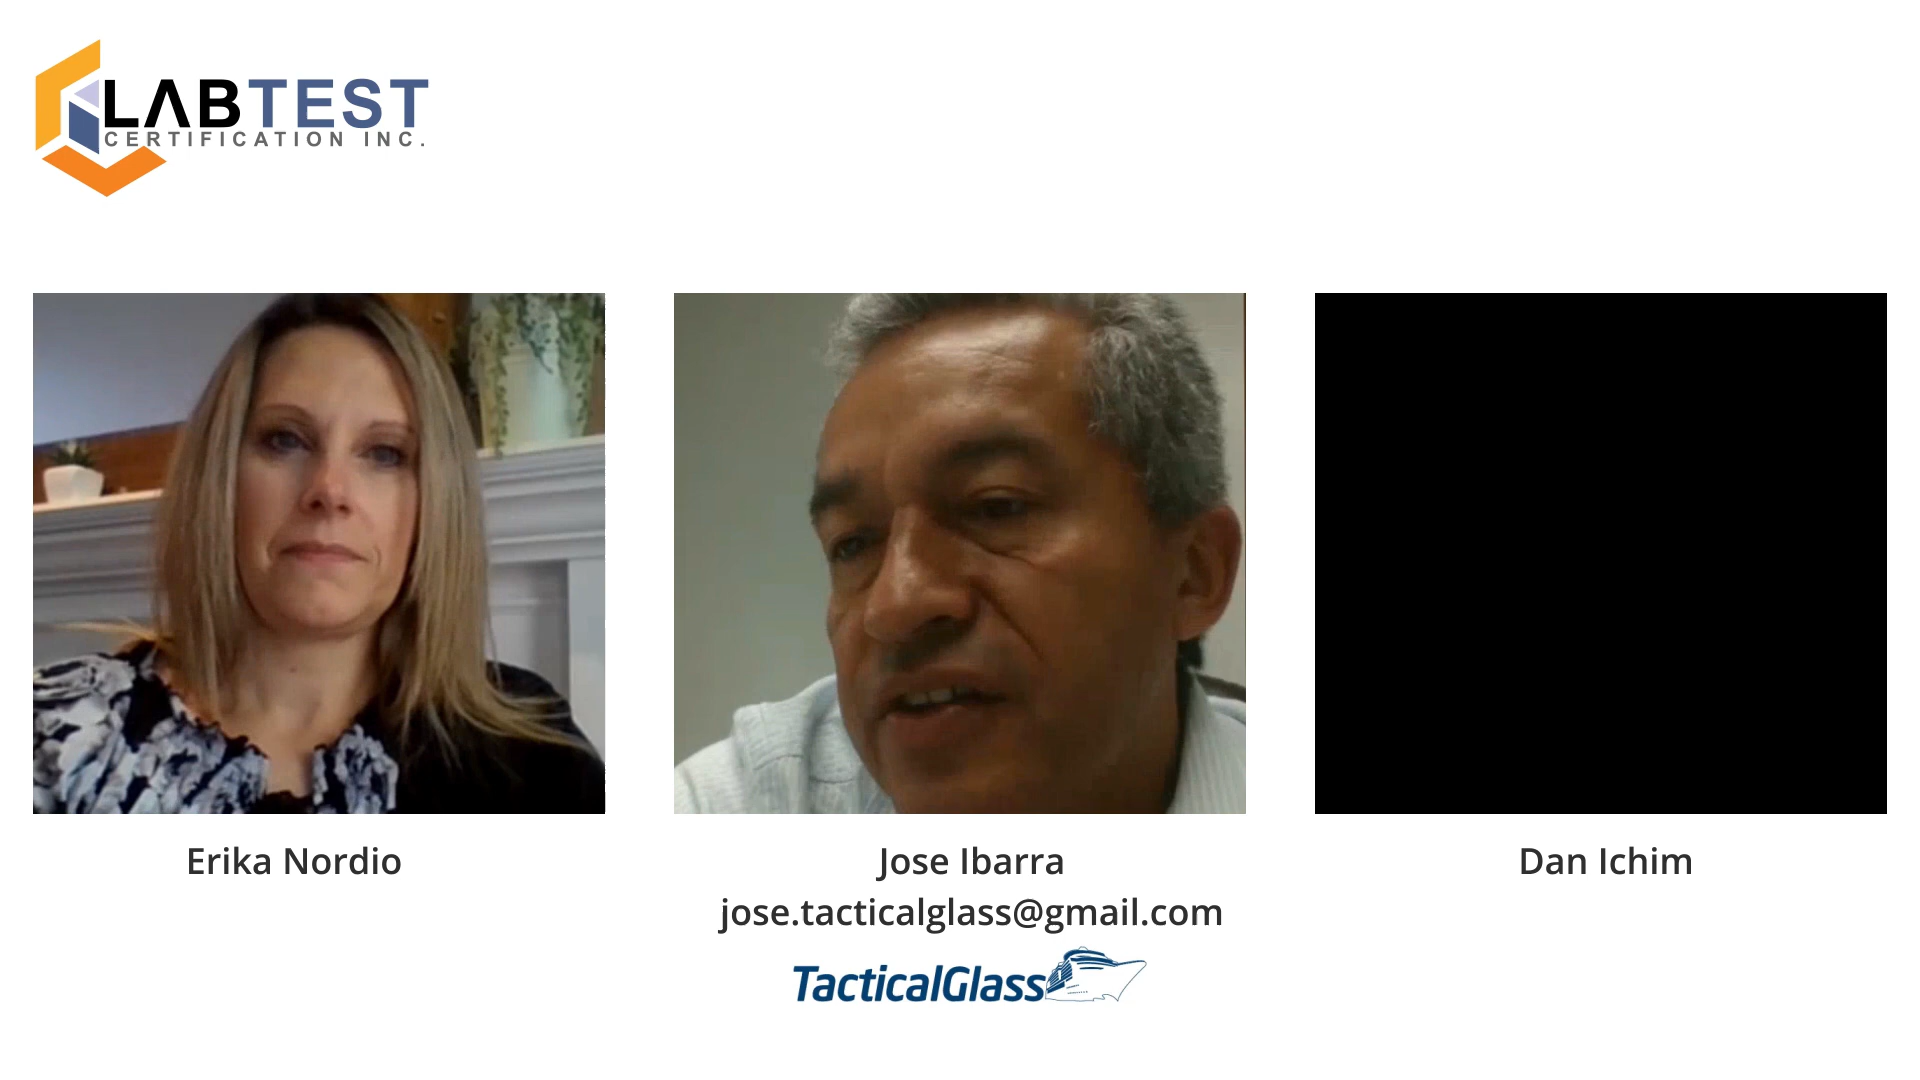 LABTEST
CERTIFICATION INC.
Erika Nordio
Jose Ibarra
Dan Ichim
jose.tacticalglass@gmail.com
TacticalGlass